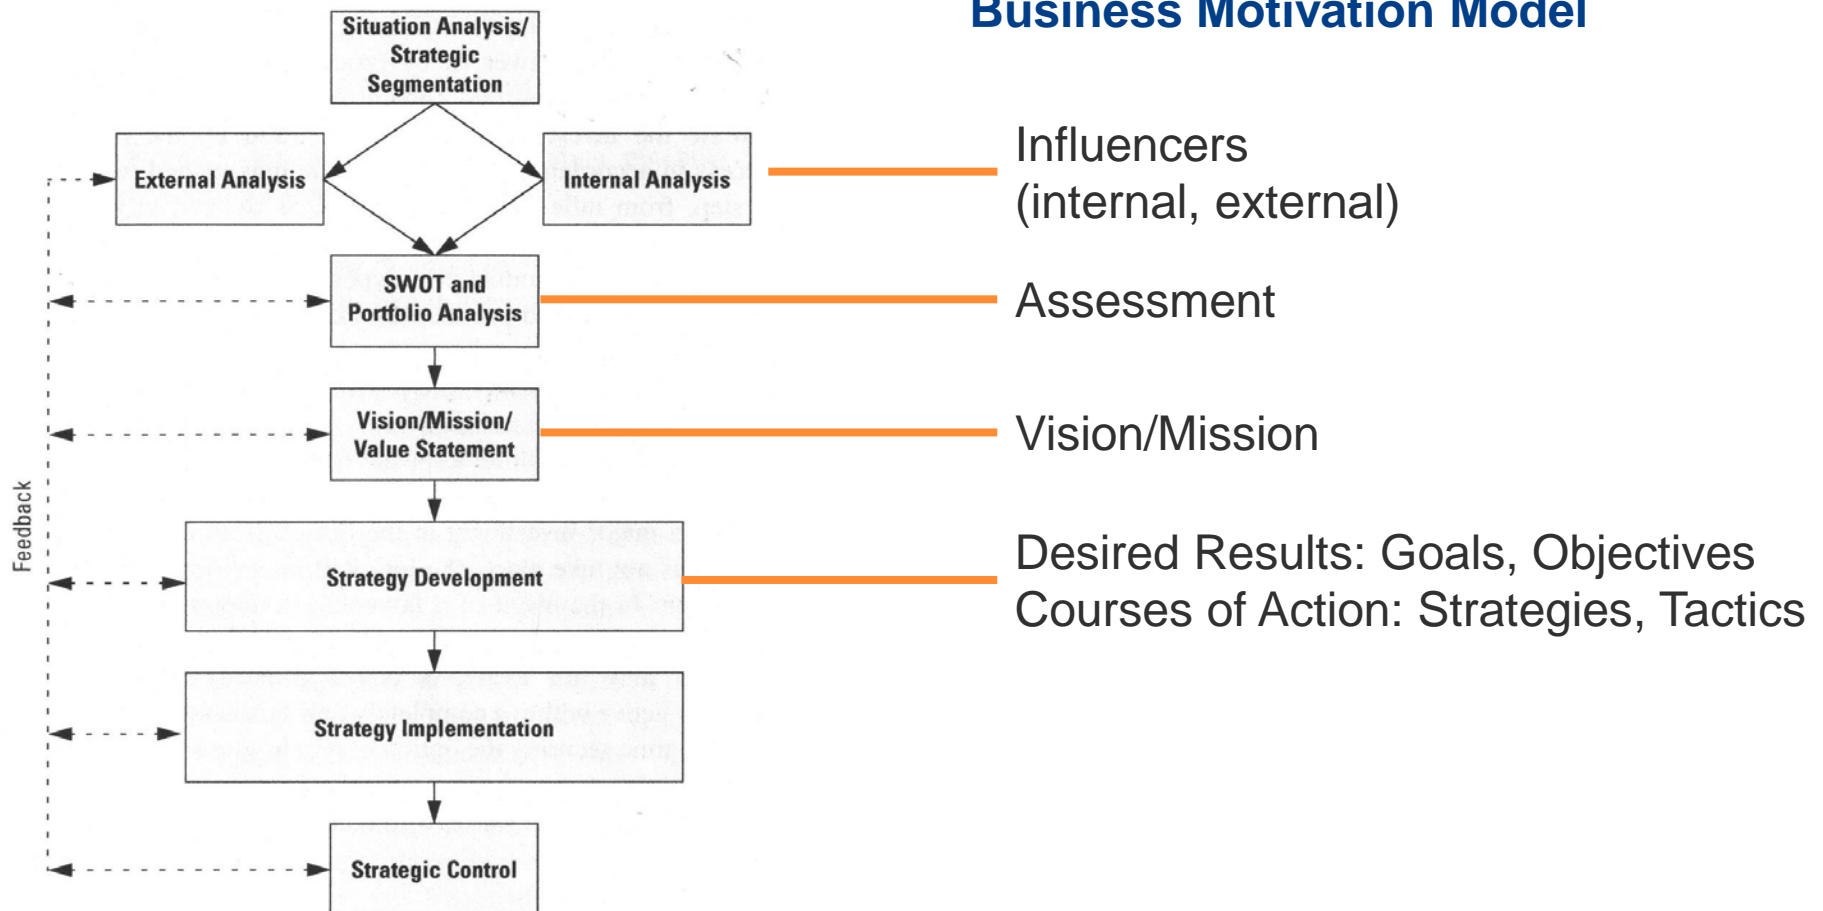 Business Motivation Model
Situation Analysis/
Strategic
Segmentation
External Analysis
Internal Analysis
Influencers
(internal, external)
SWOT and
Portfolio Analysis
Assessment
Vision/Mission/
Value Statement
Vision/Mission
Feedback
Strategy Development
Desired Results: Goals, Objectives
Courses of Action: Strategies, Tactics
Strategy Implementation
Strategic Control